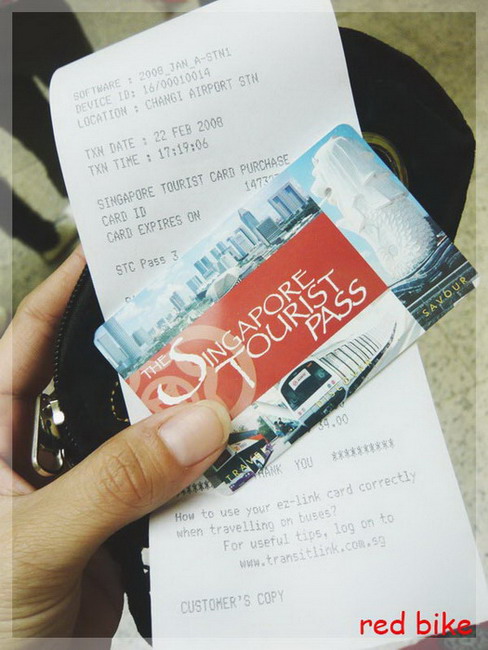 SOFTWARE : 2008_JAN_A-STN1
DEVICE ID: 16/00010014
LOCATION : CHANGI AIRPORT STN
TXN DATE : 22 FEB 2008
TXN TIME : 17:19:06
SINGAPORE TOURIST CARD PURCHASE
CARD ID
CARD EXPIRES ON
STC Pass 3
THE SINGAPORE
TOURIST
PASS
SAVOUR
TRAVEL
34.00
THANK YOU **********
How to use your ez-link card correctly
when travelling on buses?
For useful tips, log on to
www.transitlink.com.sg
CUSTOMER'S COPY
red bike